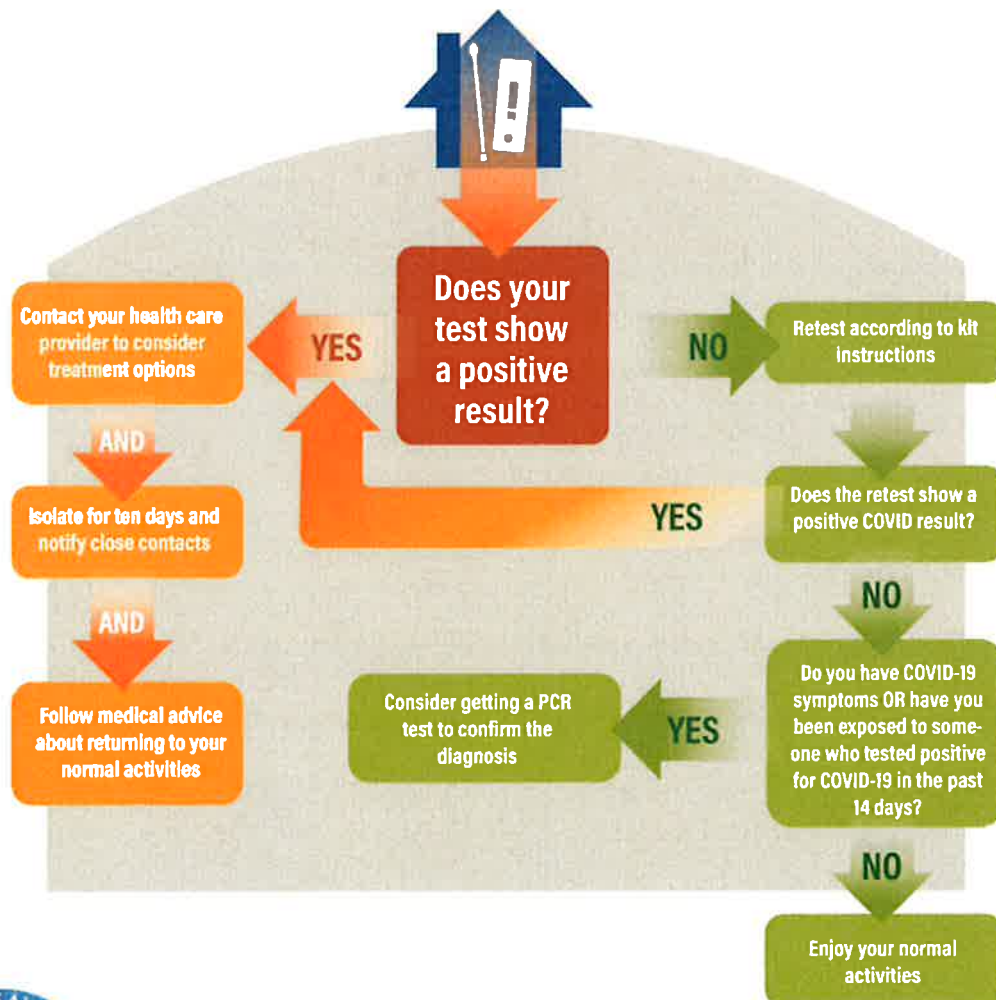 Does your
test show
a positive
result?
YES
Contact your health care
provider to consider
treatment options
AND
Isolate for ten days and
notify close contacts
AND
Follow medical advice
about returning to your
normal activities
NO
Retest according to kit
instructions
Does the retest show a
positive COVID result?
YES
NO
Do you have COVID-19
symptoms OR have you
been exposed to some-
one who tested positive
for COVID-19 in the past
14 days?
YES
Consider getting a PCR
test to confirm the
diagnosis
NO
Enjoy your normal
activities